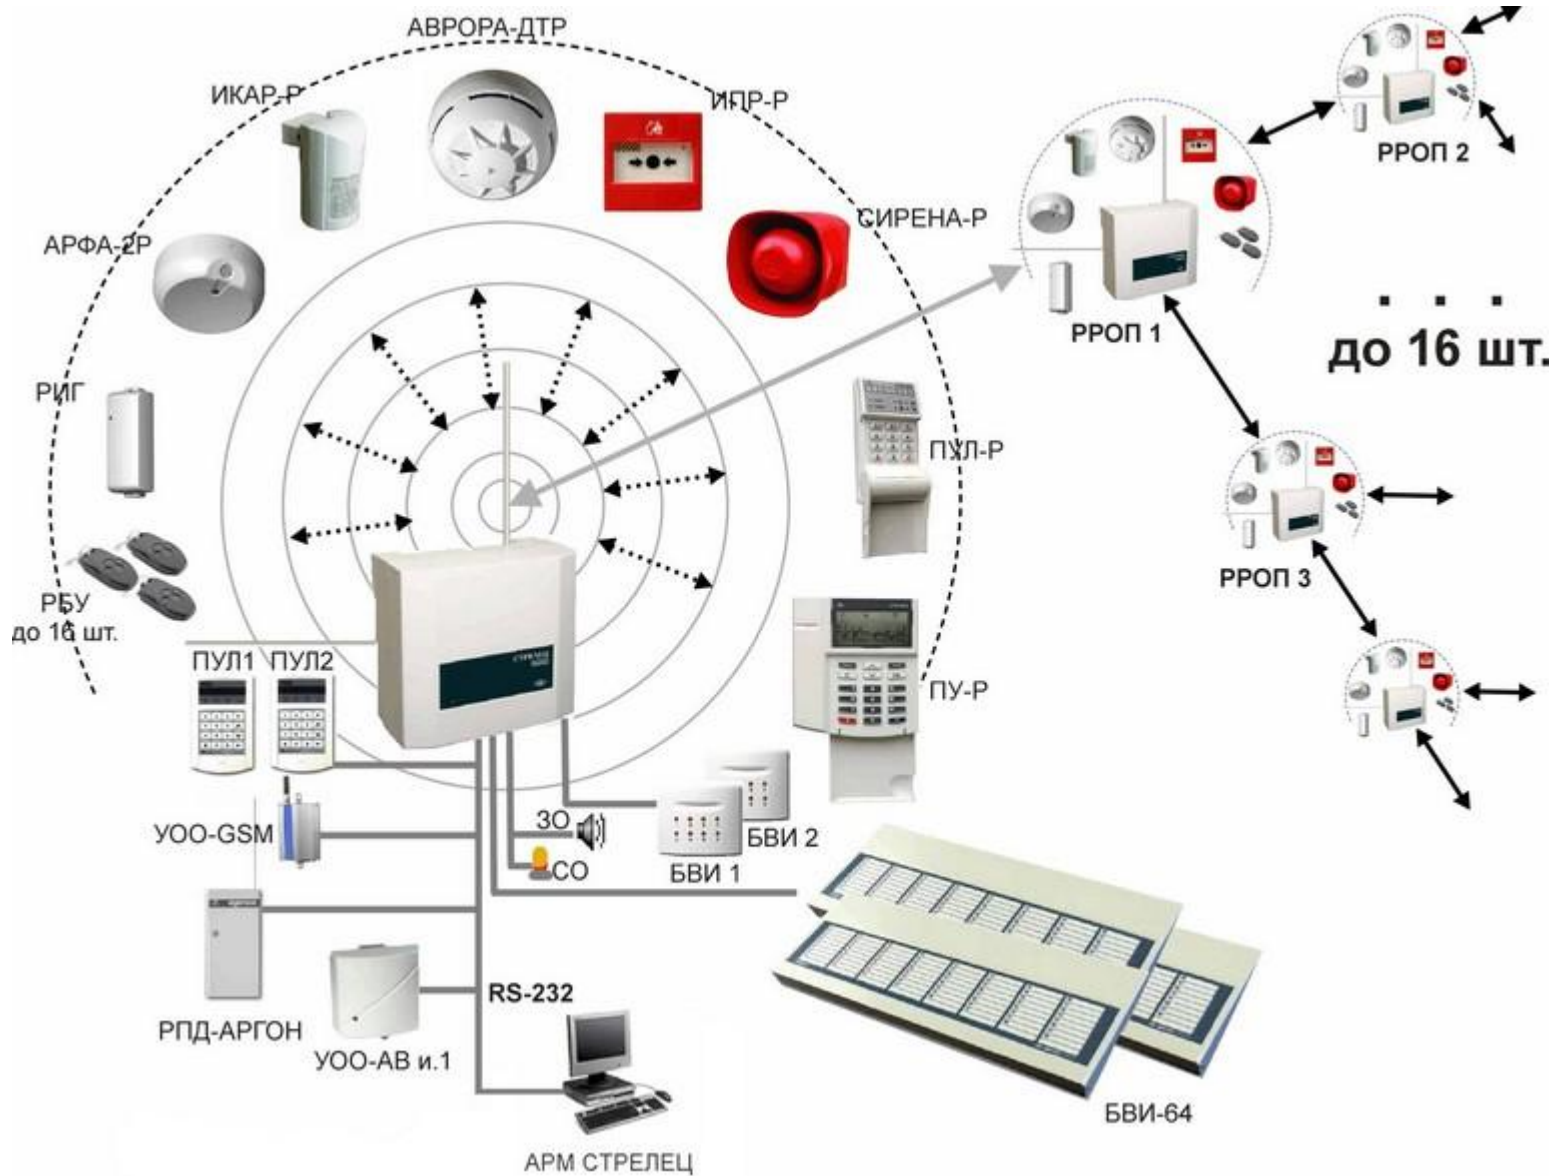 АВРОРА-ДТР
ИКАР-Р
ИПР-Р
АРФА-2Р
СИРЕНА-Р
РРОП 2
РРОП 1
. . .
до 16 шт.
РИГ
ПУЛ-Р
РРОП 3
РБУ
до 16 шт.
ПУЛ1 ПУЛ2
ПУ-Р
УОО-GSM
ЗО
СО
БВИ 2
БВИ 1
RS-232
РПД-АРГОН
УОО-АВ и.1
БВИ-64
АРМ СТРЕЛЕЦ